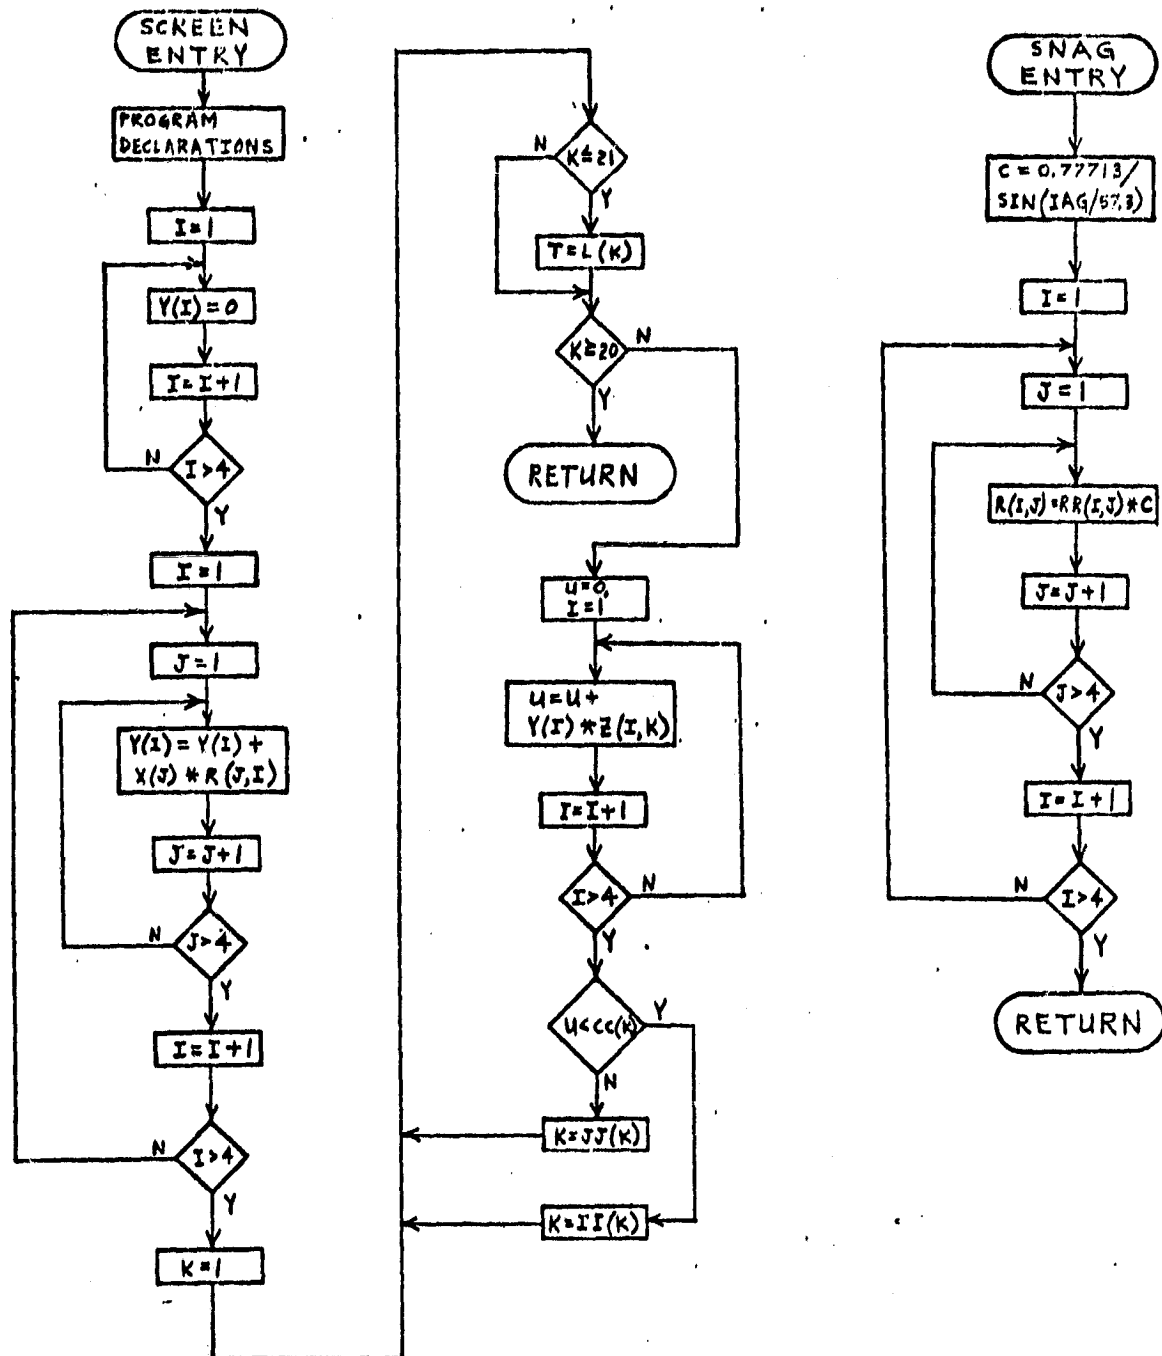 SCREEN
ENTRY
PROGRAM
DECLARATIONS
I=1
Y(I)=0
I=I+1
I>4
N
Y
I=1
J=1
Y(I)=Y(I)+
X(J)*R(J,I)
J=J+1
J>4
N
Y
I=I+1
I>4
N
Y
K=1
K≤21
N
Y
T=L(K)
K≥20
N
Y
RETURN
U=0,
I=1
U=U+
Y(I)*Z(I,K)
I=I+1
I>4
N
Y
U<CC(K)
Y
N
K=JJ(K)
K=II(K)
SNAG
ENTRY
C=0.77713/
SIN(IAG/57.3)
I=1
J=1
R(I,J)=RR(I,J)*C
J=J+1
J>4
N
Y
I=I+1
I>4
N
Y
RETURN